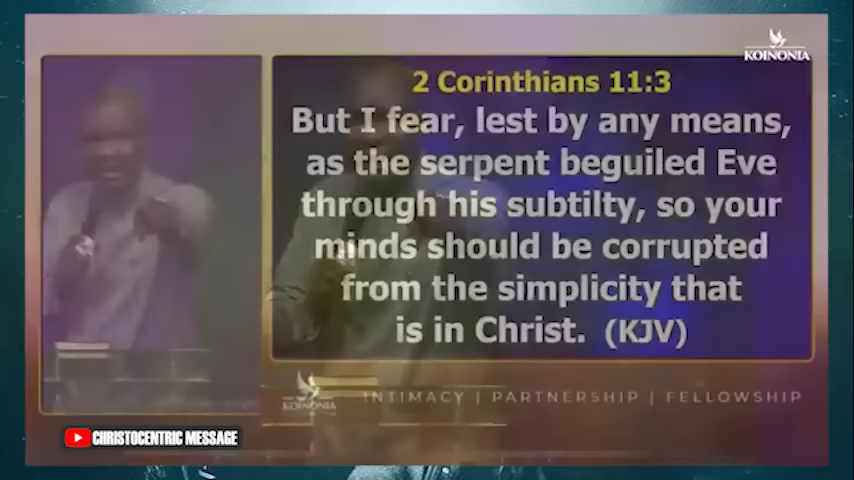 KOINONIA
2 Corinthians 11:3
But I fear, lest by any means,
as the serpent beguiled Eve
through his subtilty, so your
minds should be corrupted
from the simplicity that
is in Christ. (KJV)
KOINONIA
INTIMACY | PARTNERSHIP | FELLOWSHIP
CHRISTOCENTRIC MESSAGE